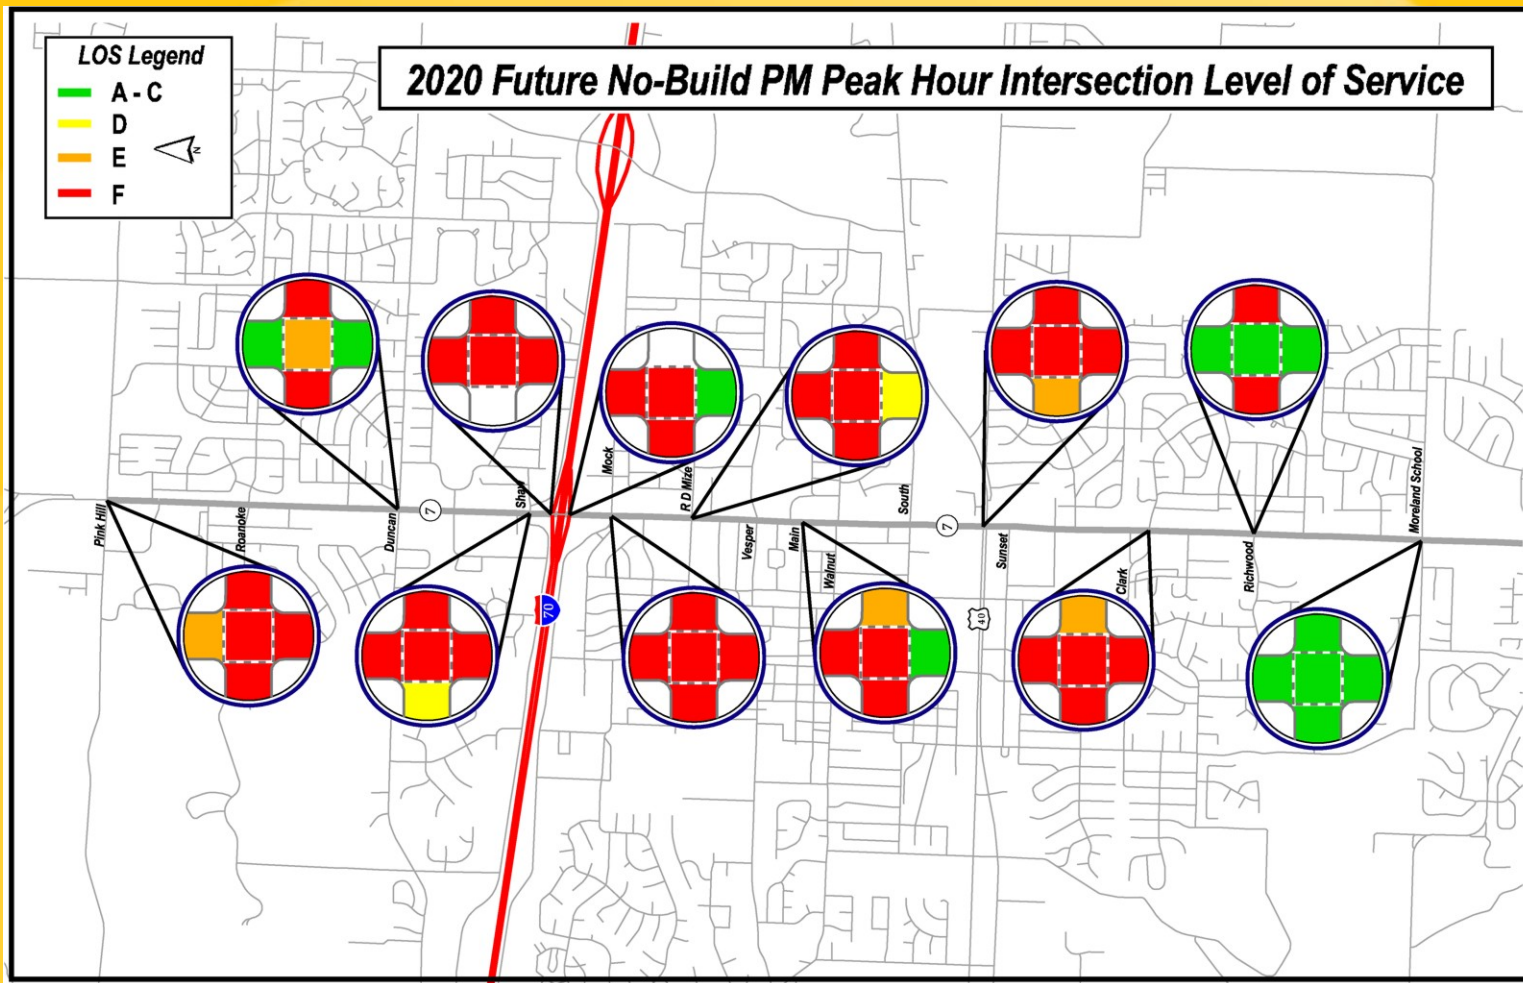 LOS Legend
A - C
D
E
F
N
2020 Future No-Build PM Peak Hour Intersection Level of Service
Pink Hill
Roanoke
Duncan
7
Shaw
Mock
R D Mize
Vesper
Main
Walnut
South
7
Sunset
Clark
Richwood
Moreland School
70
40